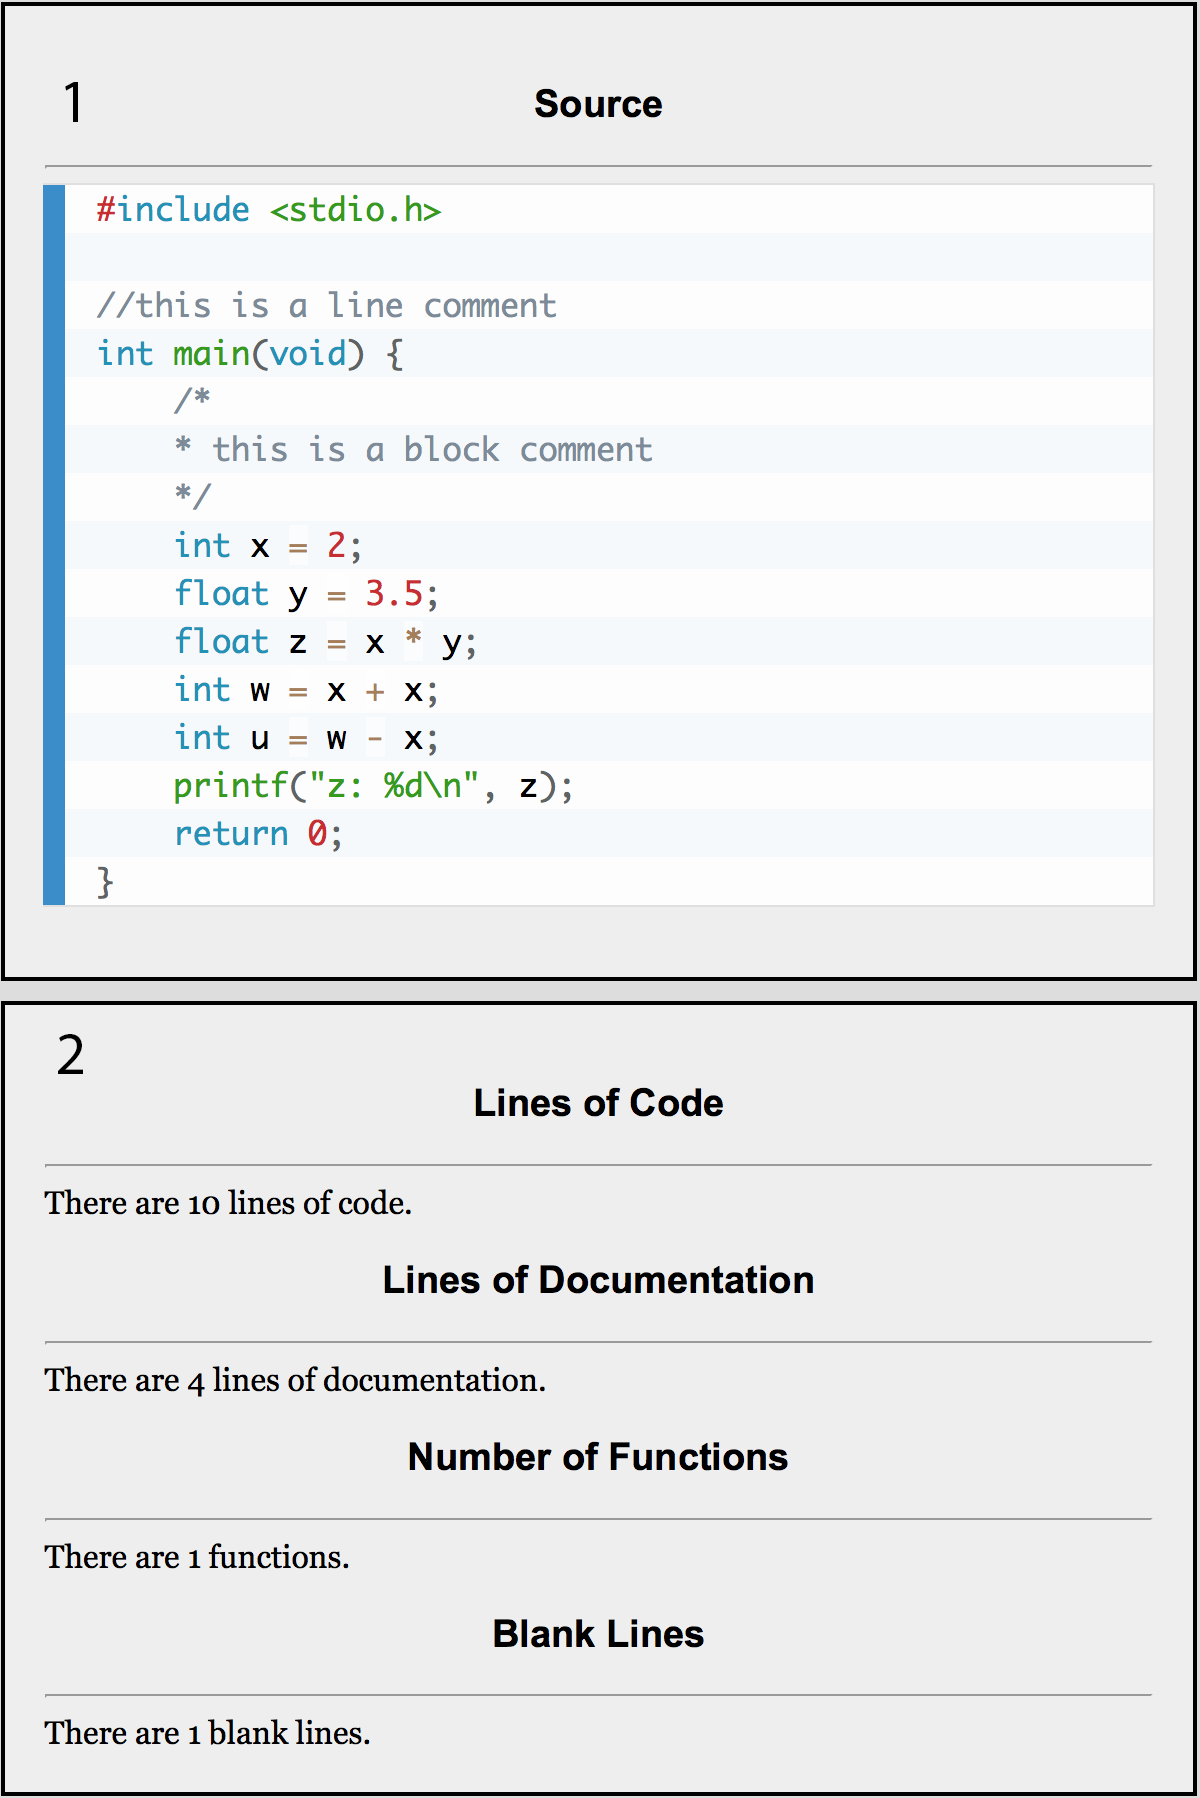 1
Source
#include <stdio.h>

//this is a line comment
int main(void) {
    /*
    * this is a block comment
    */
    int x = 2;
    float y = 3.5;
    float z = x * y;
    int w = x + x;
    int u = w - x;
    printf("z: %d\n", z);
    return 0;
}
2
Lines of Code
There are 10 lines of code.
Lines of Documentation
There are 4 lines of documentation.
Number of Functions
There are 1 functions.
Blank Lines
There are 1 blank lines.